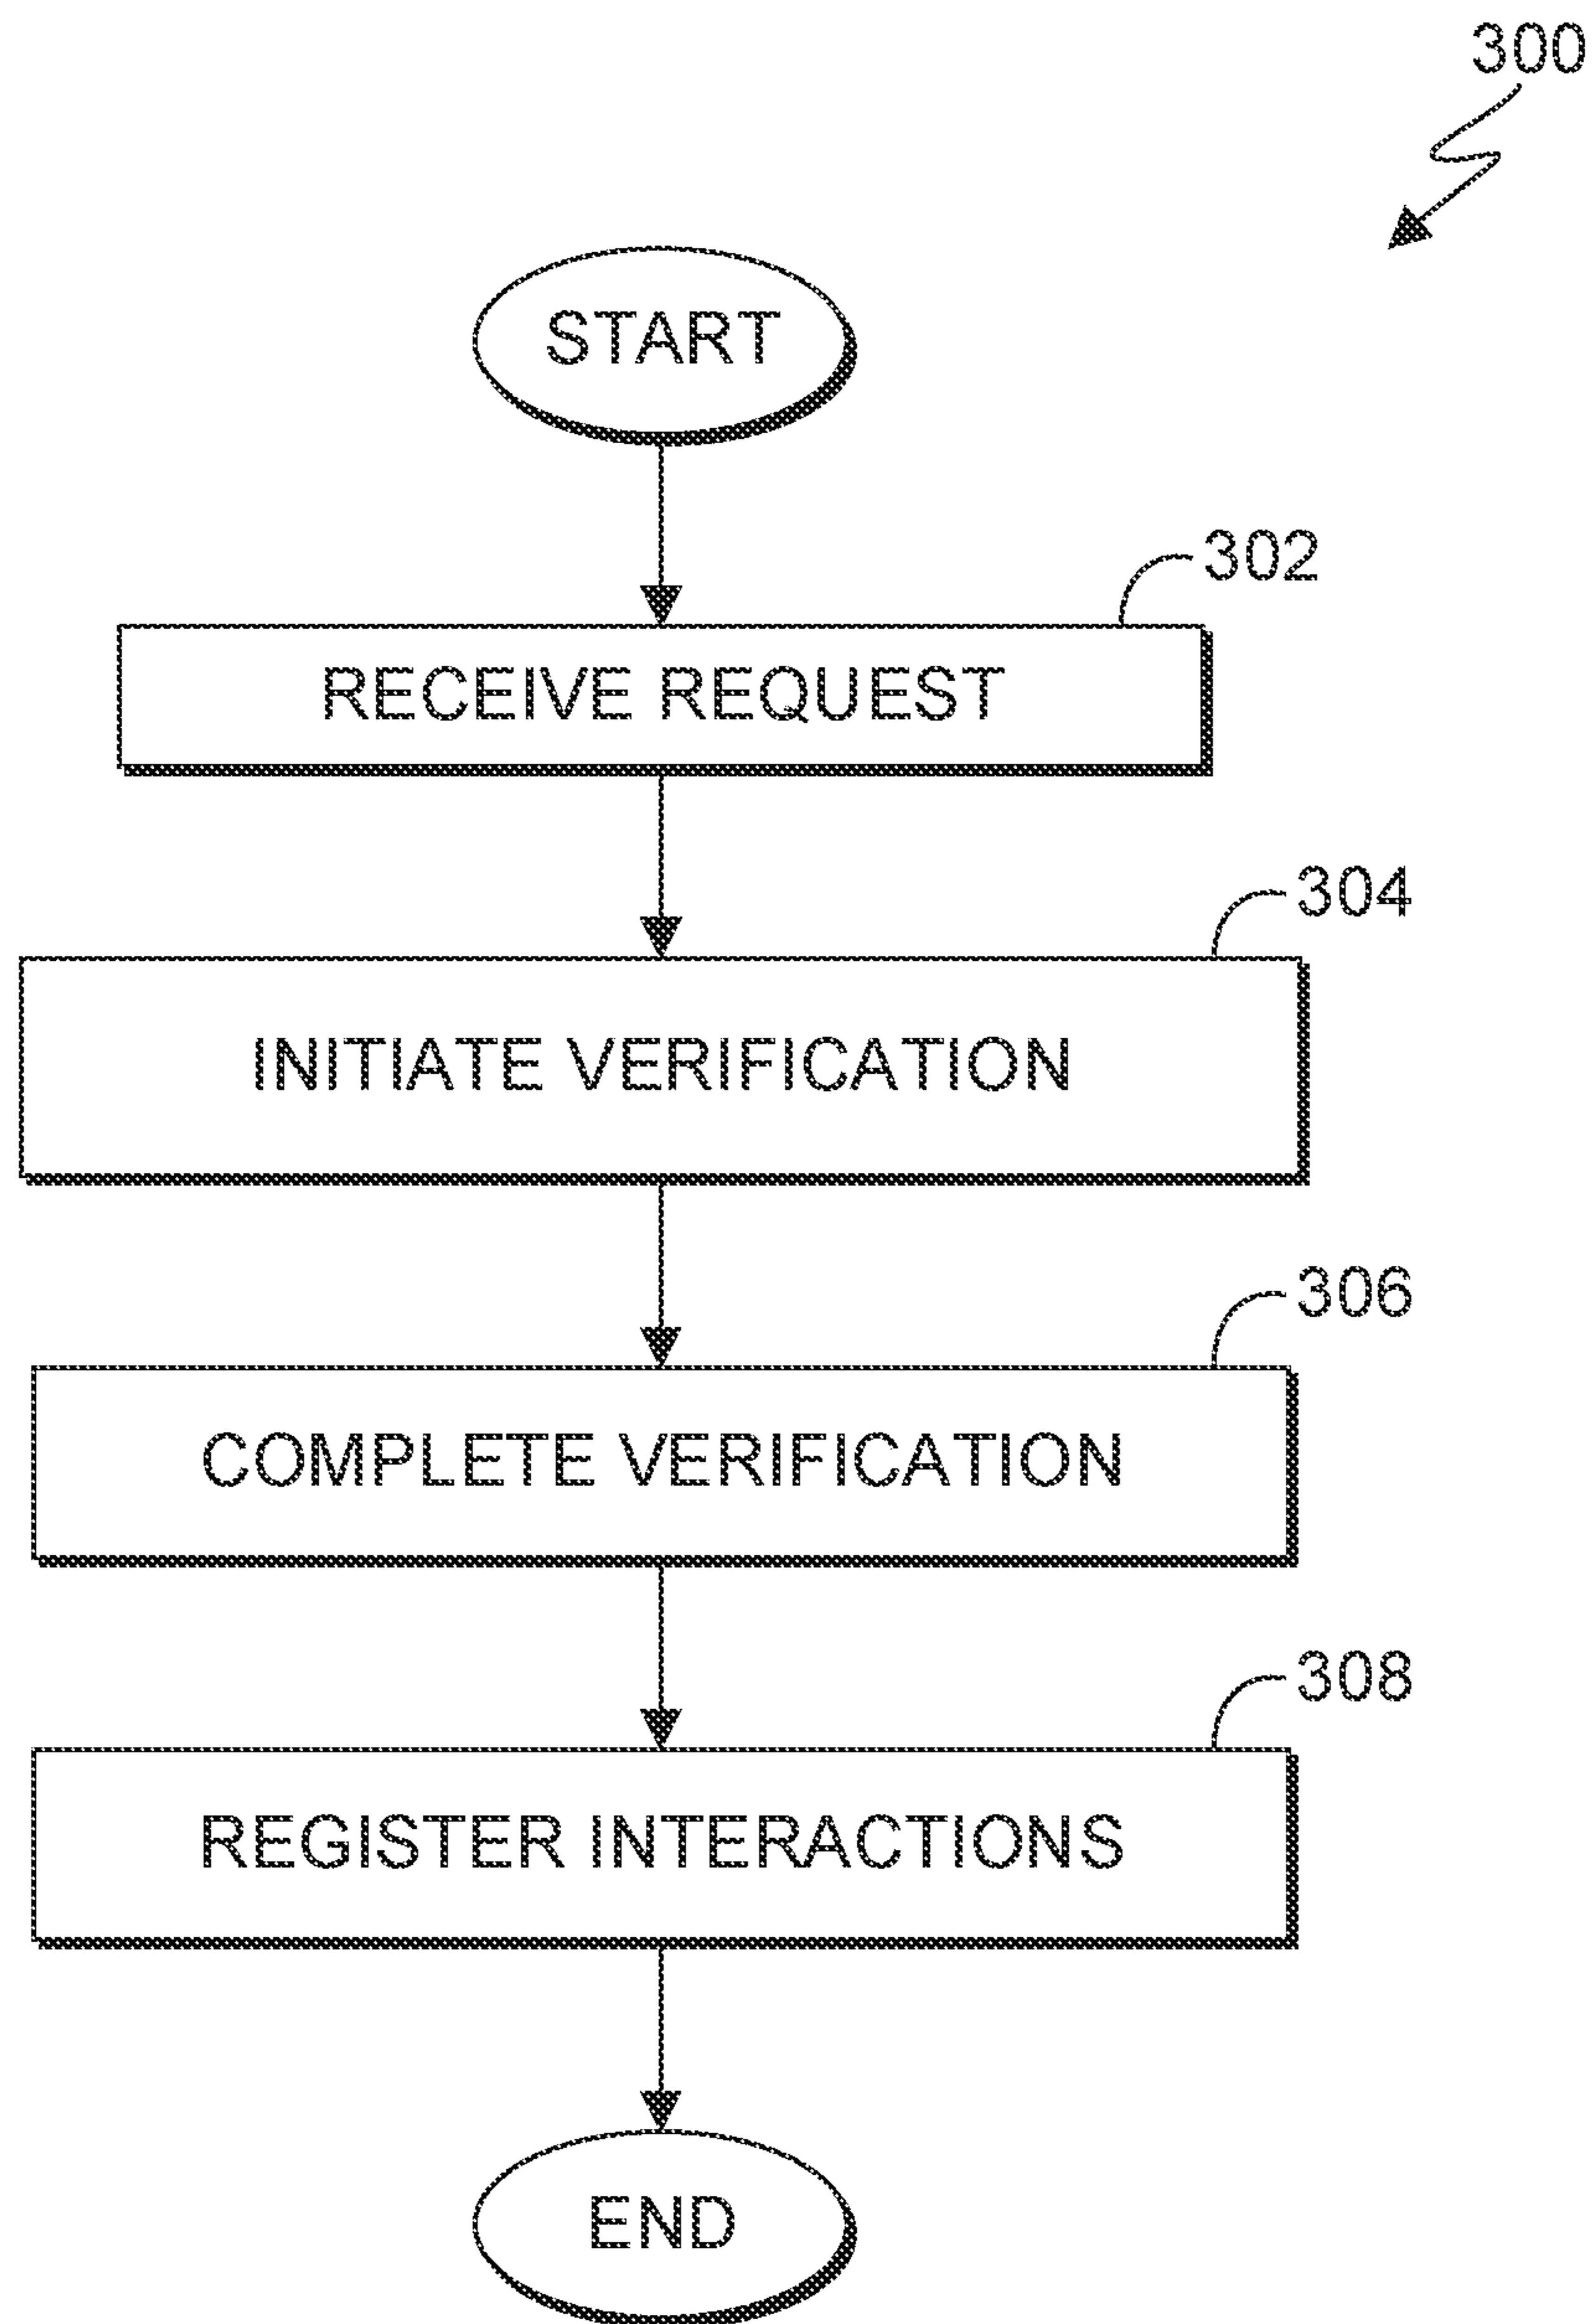 300
START
302
RECEIVE REQUEST
304
INITIATE VERIFICATION
306
COMPLETE VERIFICATION
308
REGISTER INTERACTIONS
END